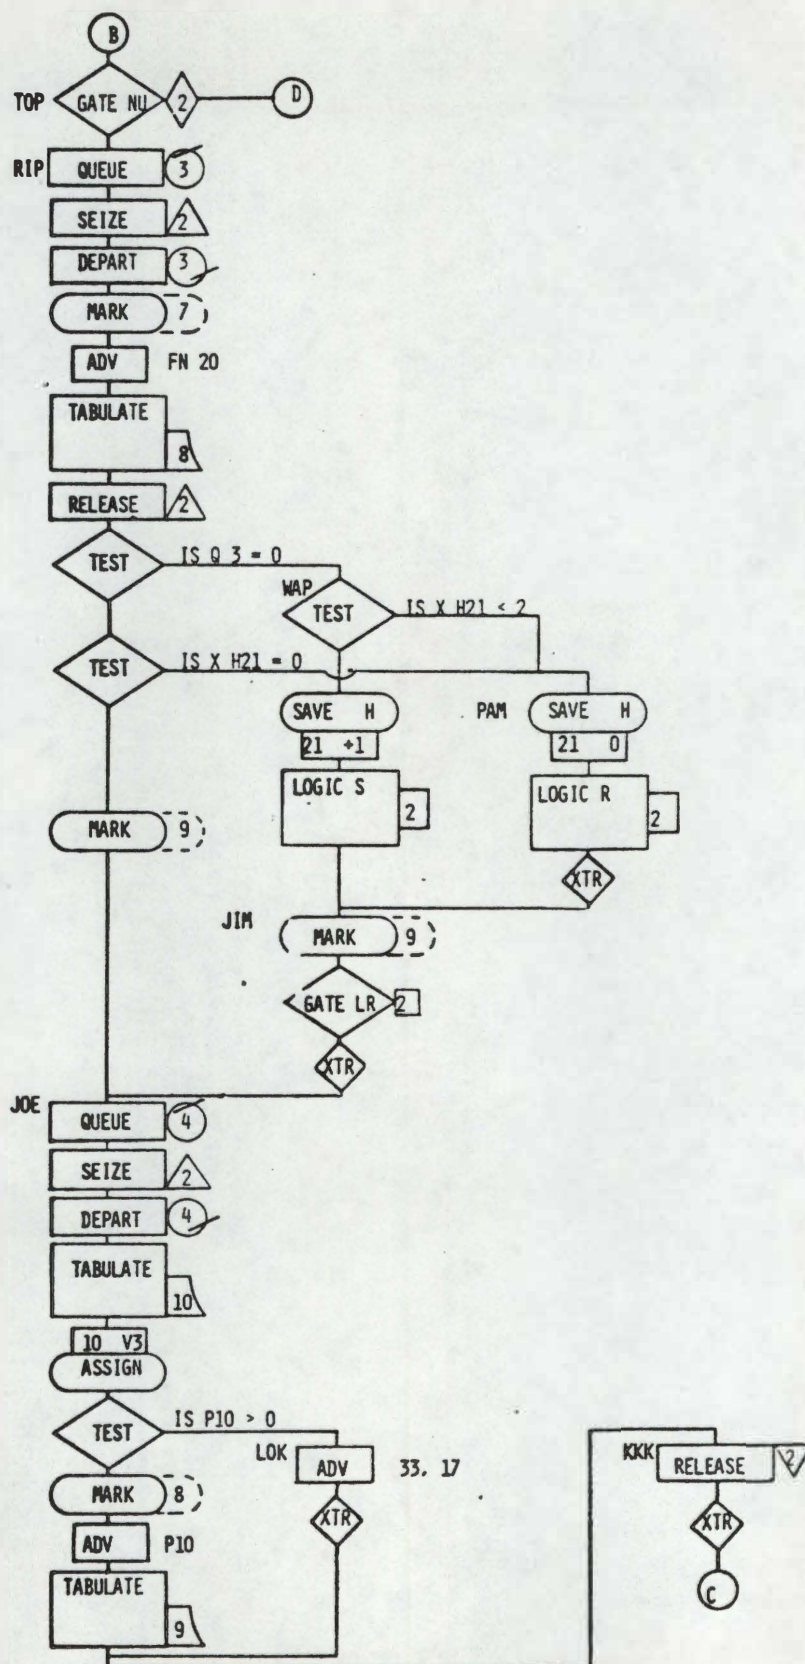 B
TOP GATE NU 2 D
RIP QUEUE 3
SEIZE 2
DEPART 3
MARK 7
ADV FN 20
TABULATE
8
RELEASE 2
TEST IS Q 3 = 0
WAP
TEST IS X H21 < 2
TEST IS X H21 = 0
SAVE H PAM SAVE H
21 +1 21 0
LOGIC S LOGIC R
2 2
MARK 9
XTR
JIM MARK 9
GATE LR 2
XTR
JOE QUEUE 4
SEIZE 2
DEPART 4
TABULATE
10
10 V3
ASSIGN
TEST IS P10 > 0
LOK ADV 33, 17
KKK RELEASE 2
MARK 8
XTR XTR
ADV P10
TABULATE
C
9